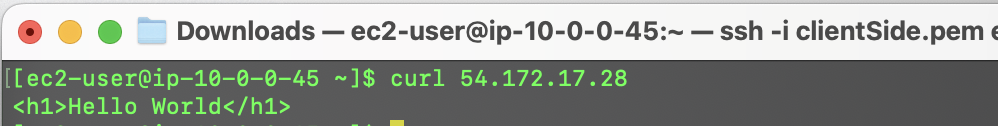 Downloads — ec2-user@ip-10-0-0-45:~ — ssh -i clientSide.pem
[[ec2-user@ip-10-0-0-45 ~]$ curl 54.172.17.28
<h1>Hello World</h1>